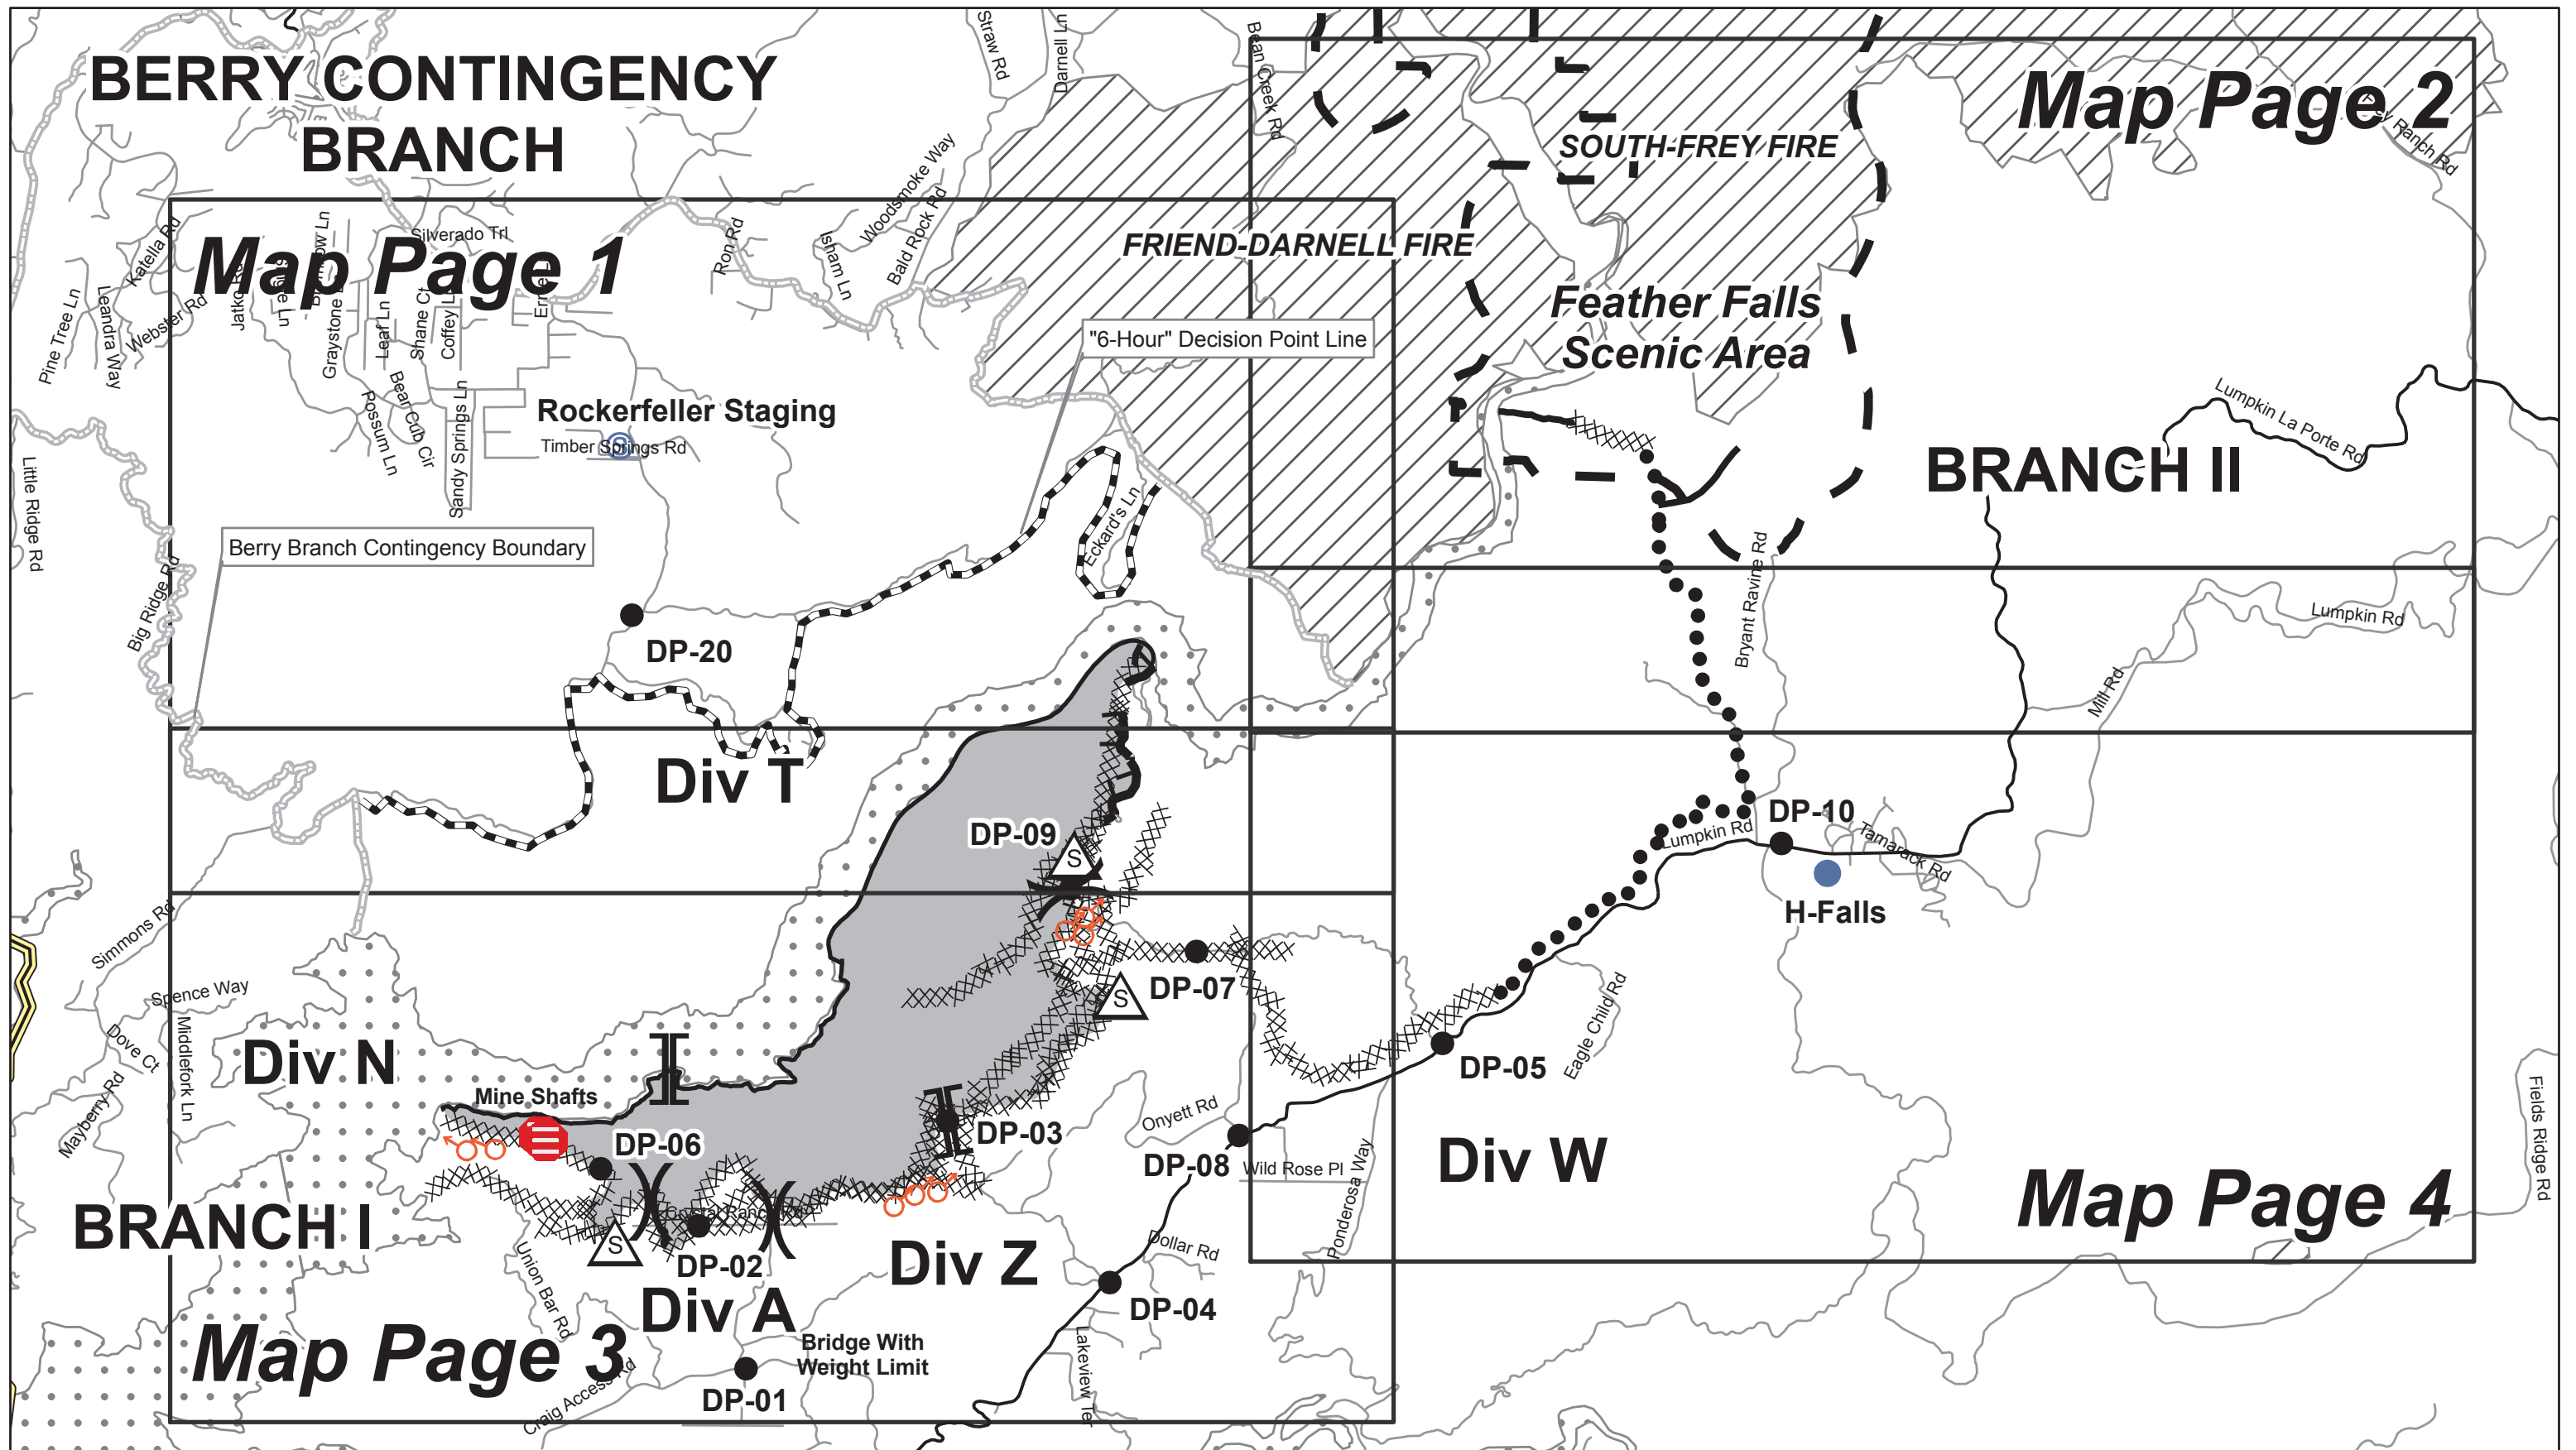 BERRY CONTINGENCY
BRANCH
Straw Rd
Darnell Ln
Bean Creek Rd
Map Page 2
Frey Ranch Rd
SOUTH-FREY FIRE
Woodsmoke Way
Bald Rock Rd
Isham Ln
Ron Rd
Silverado Trl
Map Page 1
Katella Rd
Webster Rd
Leandra Way
Pine Tree Ln
Graystone
Leaf Ln
Shane Ct
Coffey Ln
FRIEND-DARNELL FIRE
Feather Falls
Scenic Area
"6-Hour" Decision Point Line
Possum Ln
Bear Cub Cir
Sandy Springs Ln
Rockerfeller Staging
S
Timber Springs Rd
Lumpkin La Porte Rd
BRANCH II
Little Ridge Rd
Big Ridge Rd
Berry Branch Contingency Boundary
Eckard's Ln
Bryant Ravine Rd
Lumpkin Rd
Mill Rd
DP-20
Div T
DP-09
S
DP-10
Lumpkin Rd
Tamarack Rd
H-Falls
Simmons Rd
Spence Way
Dove Ct
Middlefork Ln
Mayberry Rd
Div N
Mine Shafts
DP-07
S
DP-05
Eagle Child Rd
Fields Ridge Rd
DP-06
DP-03
Onyett Rd
DP-08
Wild Rose Pl
Ponderosa Way
Div W
Map Page 4
BRANCH I
S
Crystal Ranch Rd
DP-02
Div Z
Dollar Rd
DP-04
Union Bar Rd
Div A
Map Page 3
Bridge With
Weight Limit
DP-01
Craig Access Rd
Lakeview Ter